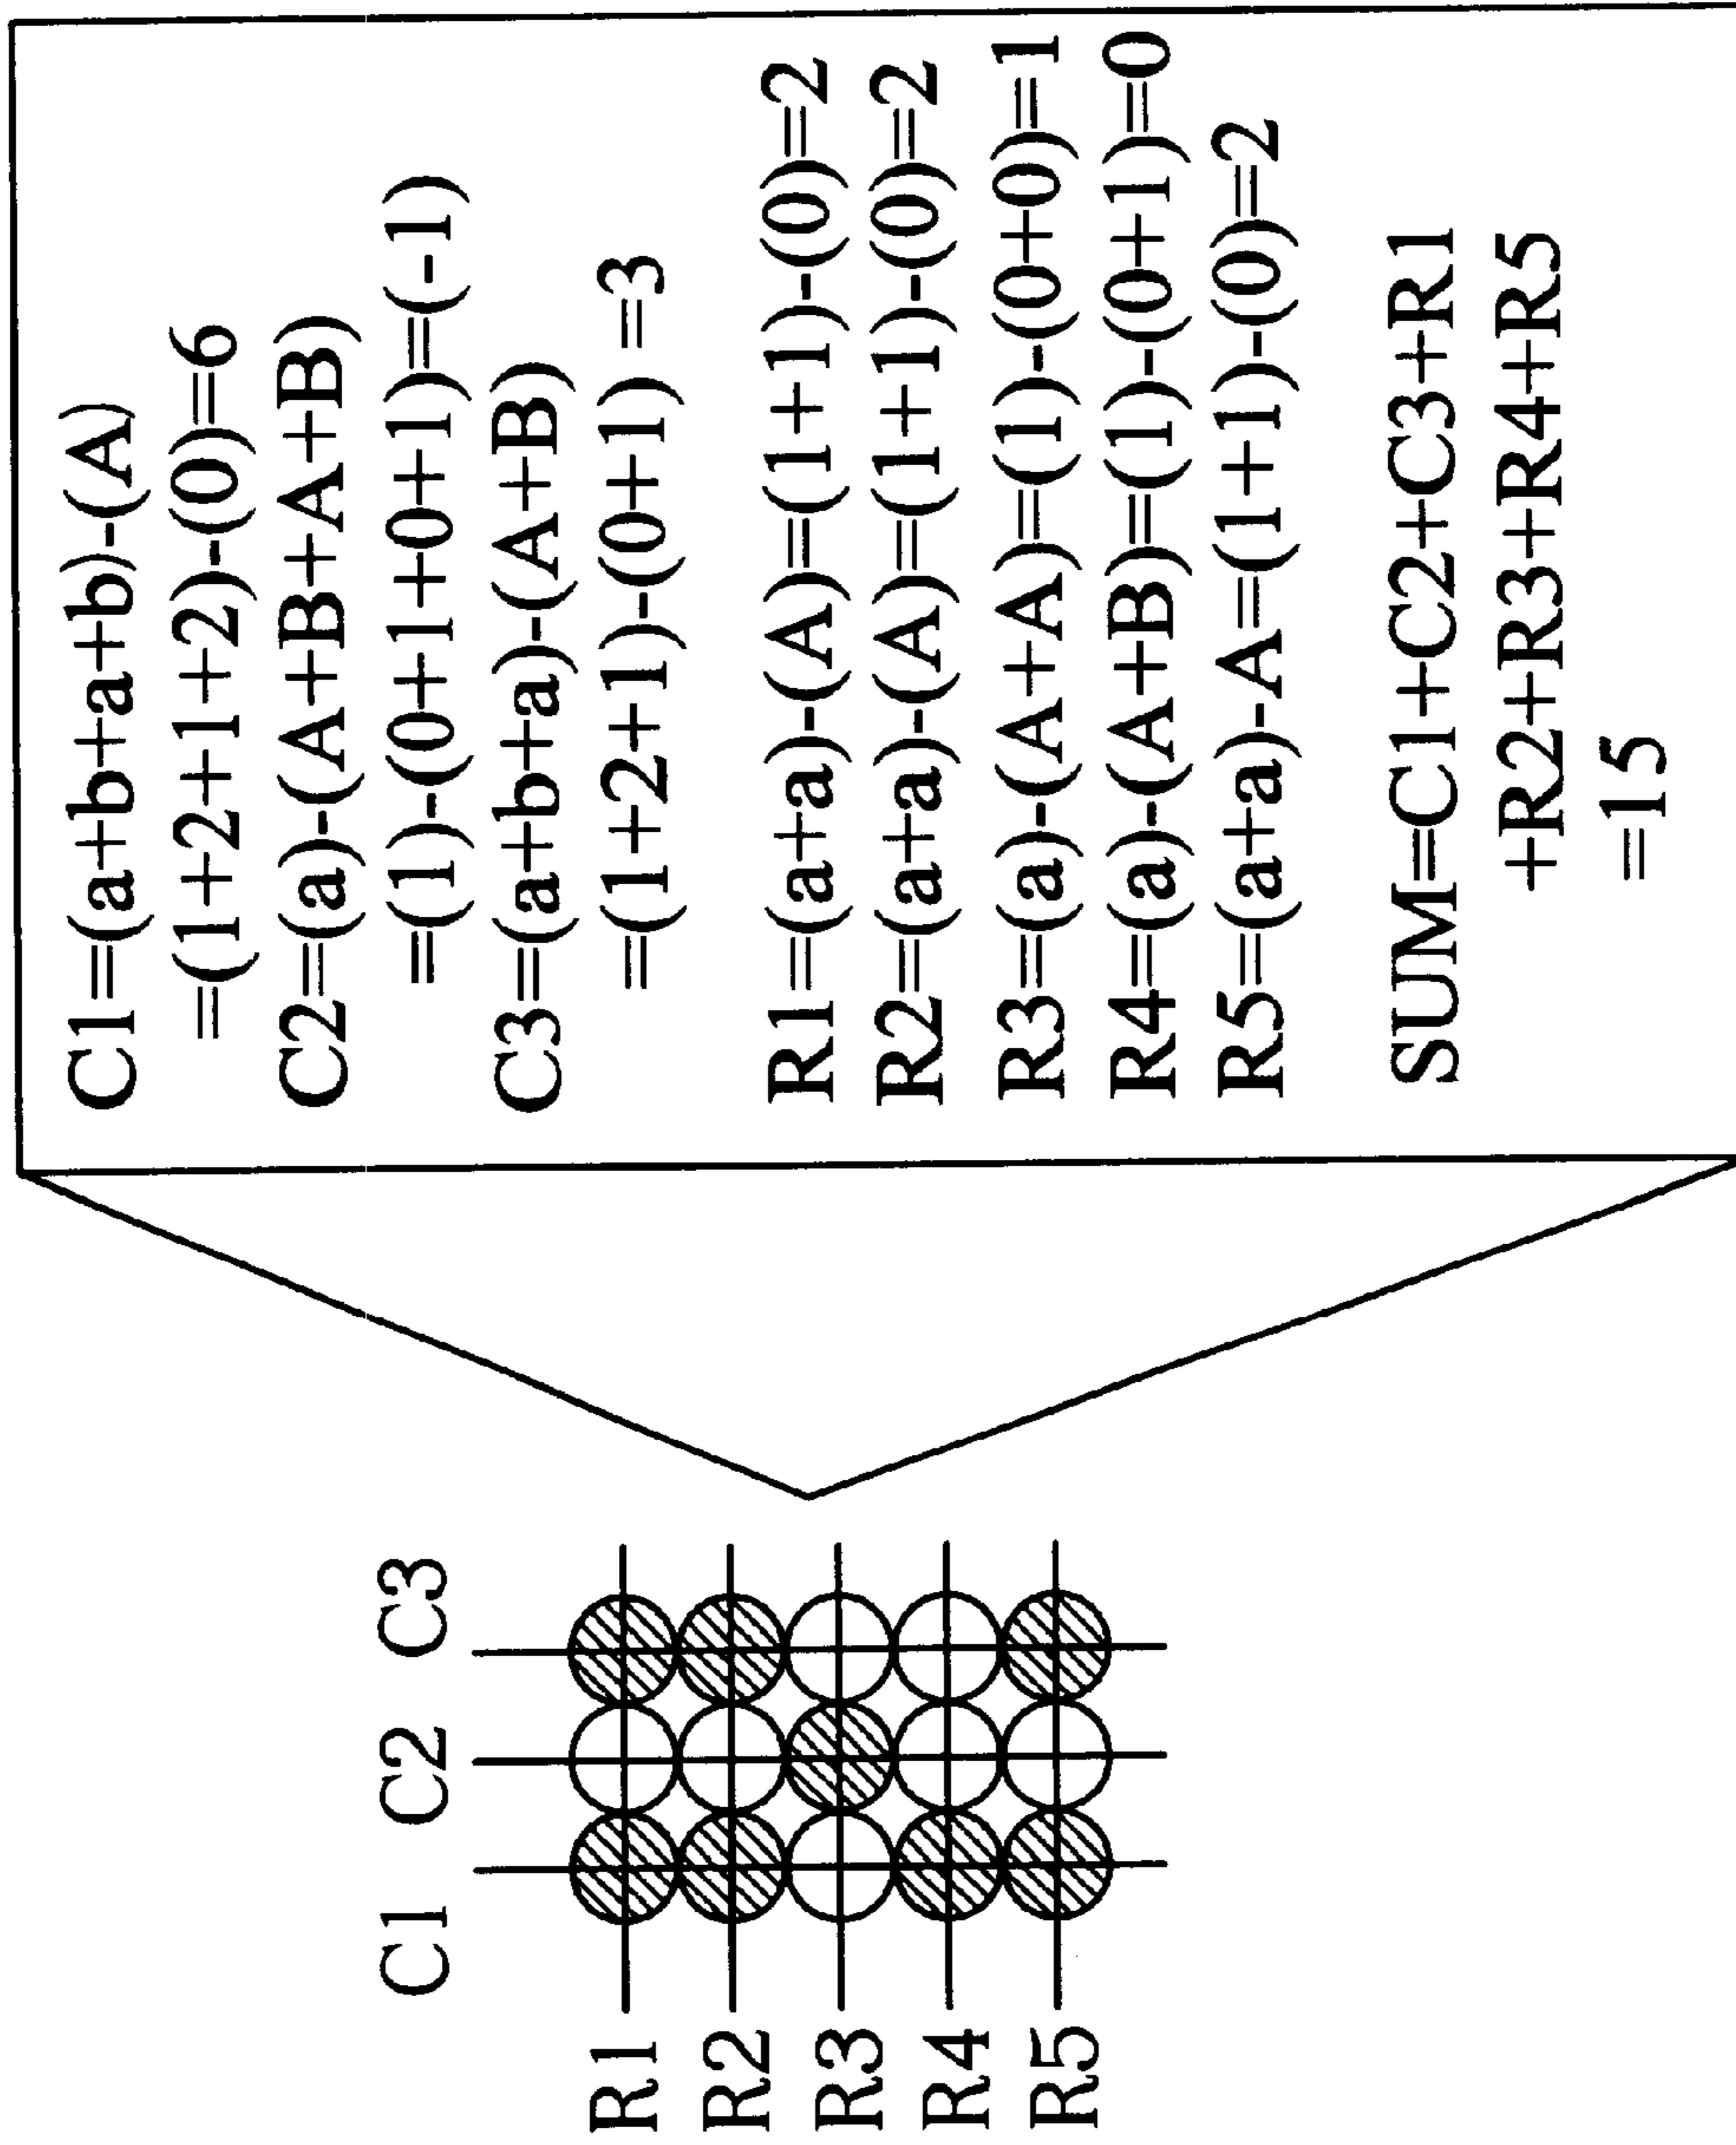 C1 C2 C3
R1
R2
R3
R4
R5
C1=(a+b+a+b)-(A)
=(1+2+1+2)-(0)=6
C2=(a)-(A+B+A+B)
=(1)-(0+1+0+1)=(-1)
C3=(a+b+a)-(A+B)
=(1+2+1)-(0+1) =3
R1=(a+a)-(A)=(1+1)-(0)=2
R2=(a+a)-(A)=(1+1)-(0)=2
R3=(a)-(A+A)=(1)-(0+0)=1
R4=(a)-(A+B)=(1)-(0+1)=0
R5=(a+a)-A=(1+1)-(0)=2
SUM=C1+C2+C3+R1
+R2+R3+R4+R5
=15